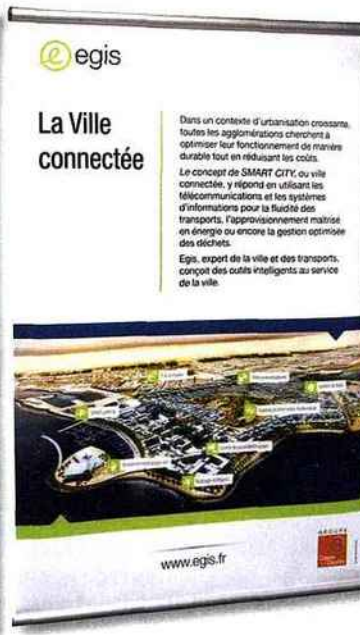 egis
La Ville
connectée
Dans un contexte d'urbanisation croissante,
toutes les agglomérations cherchent à
optimiser leur fonctionnement de manière
durable tout en réduisant les coûts.
Le concept de SMART CITY, ou ville
connectée, y répond en utilisant les
télécommunications et les systèmes
d'informations pour la fluidité des
transports, l'approvisionnement maîtrisé
en énergie ou encore la gestion optimisée
des déchets.
Egis, expert de la ville et des transports,
conçoit des outils intelligents au service
de la ville.
www.egis.fr
GROUPE